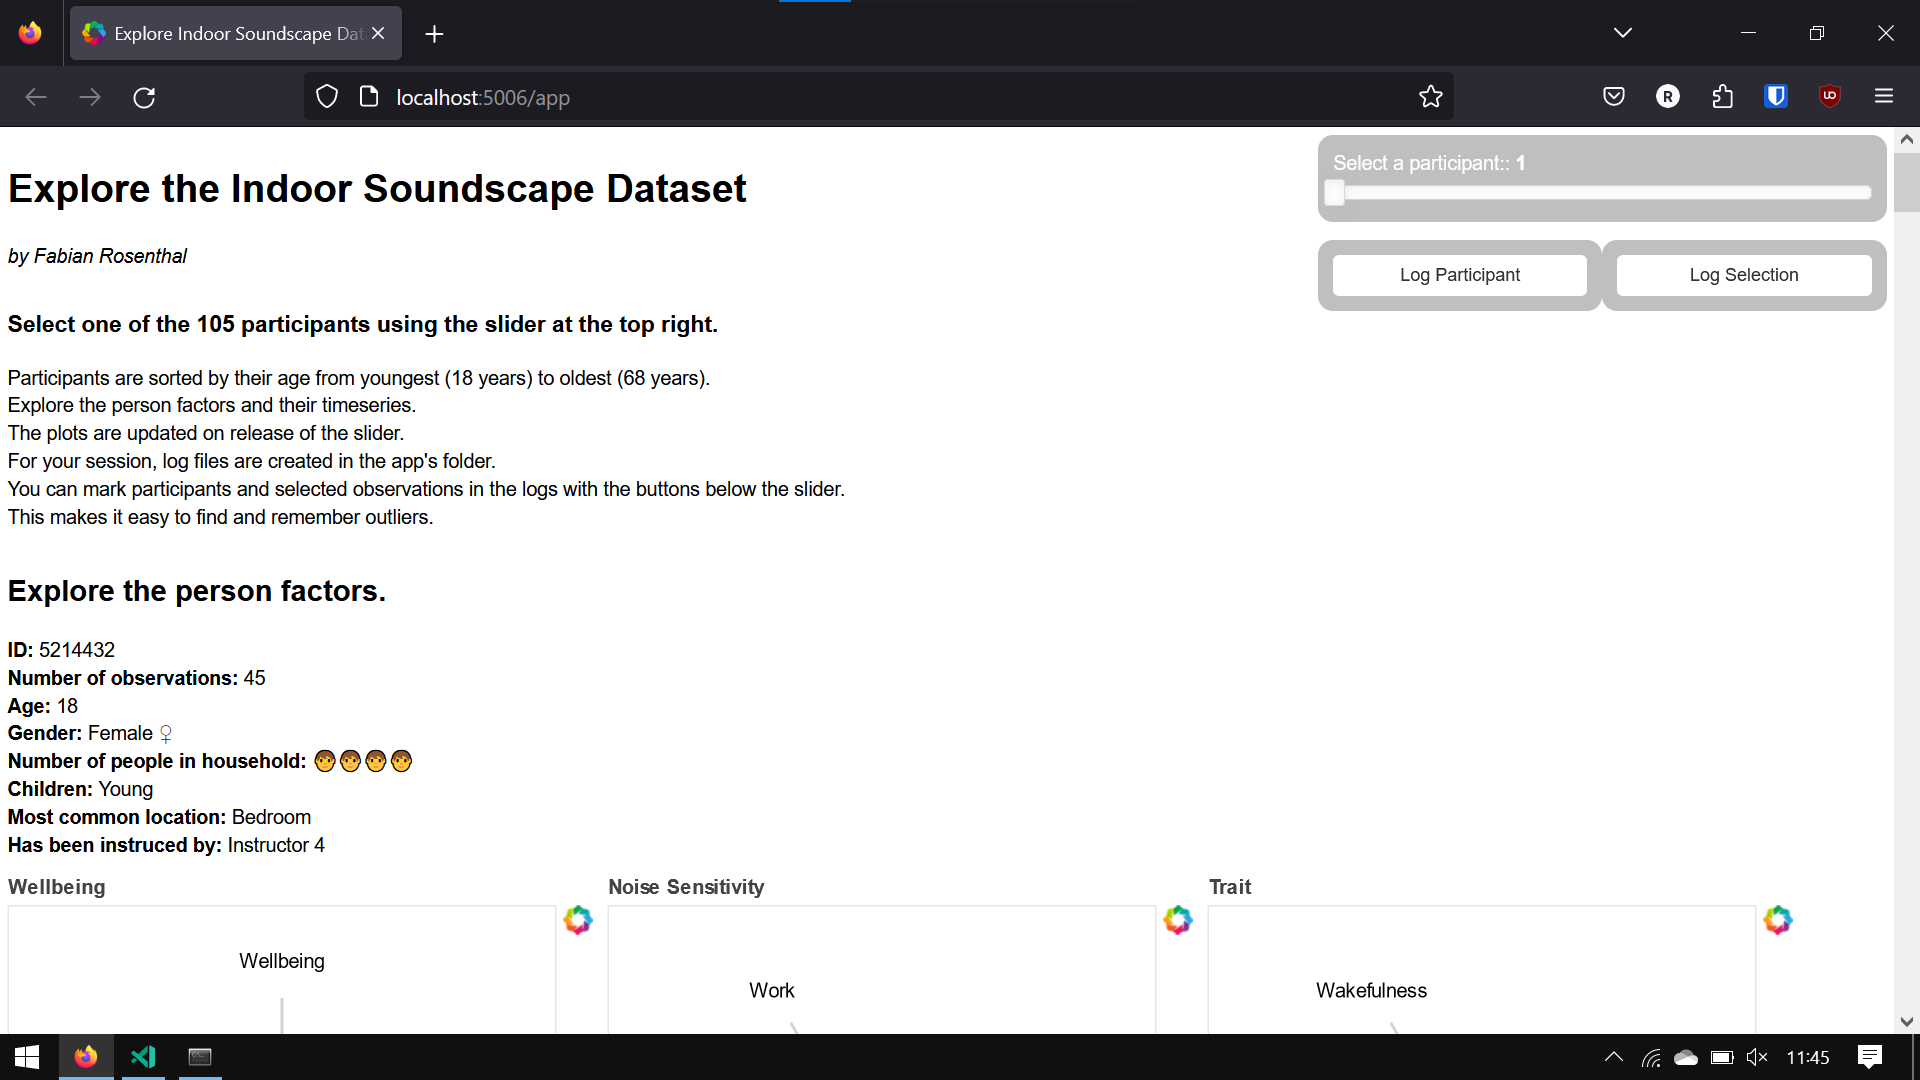 Explore Indoor Soundscape Dat
localhost:5006/app
Select a participant:: 1
Explore the Indoor Soundscape Dataset
by Fabian Rosenthal
Log Participant
Log Selection
Select one of the 105 participants using the slider at the top right.
Participants are sorted by their age from youngest (18 years) to oldest (68 years).
Explore the person factors and their timeseries.
The plots are updated on release of the slider.
For your session, log files are created in the app's folder.
You can mark participants and selected observations in the logs with the buttons below the slider.
This makes it easy to find and remember outliers.
Explore the person factors.
ID: 5214432
Number of observations: 45
Age: 18
Gender: Female ♀
Number of people in household:
Children: Young
Most common location: Bedroom
Has been instruced by: Instructor 4
Wellbeing
Noise Sensitivity
Trait
Wellbeing
Work
Wakefulness
11:45